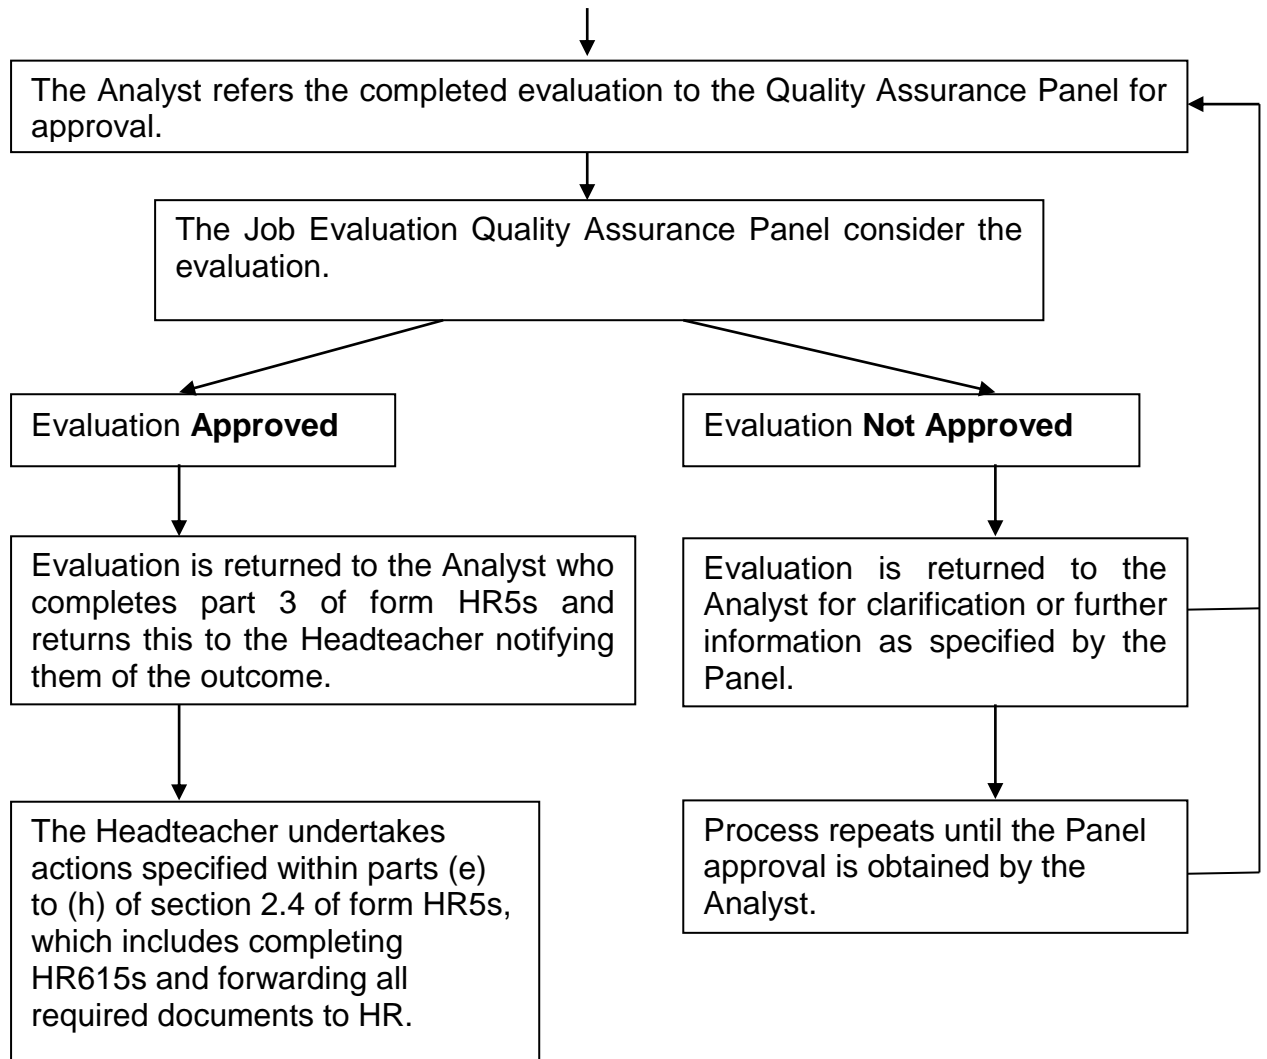 The Analyst refers the completed evaluation to the Quality Assurance Panel for
approval.
The Job Evaluation Quality Assurance Panel consider the
evaluation.
Evaluation Approved
Evaluation Not Approved
Evaluation is returned to the Analyst who
completes part 3 of form HR5s and
returns this to the Headteacher notifying
them of the outcome.
Evaluation is returned to the
Analyst for clarification or further
information as specified by the
Panel.
The Headteacher undertakes
actions specified within parts (e)
to (h) of section 2.4 of form HR5s,
which includes completing
HR615s and forwarding all
required documents to HR.
Process repeats until the Panel
approval is obtained by the
Analyst.